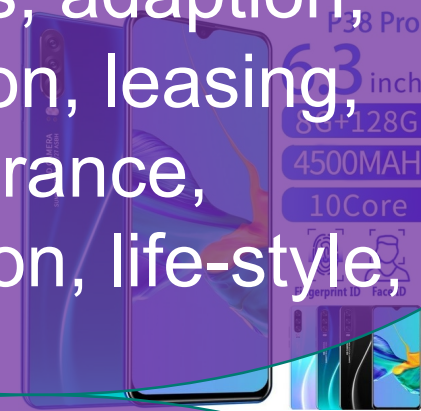 s, adaption,
on, leasing,
rance,
on, life-style,
P38 Pro
6.3 inch
8G+128G
4500MAH
10Core
Fingerprint ID Face ID